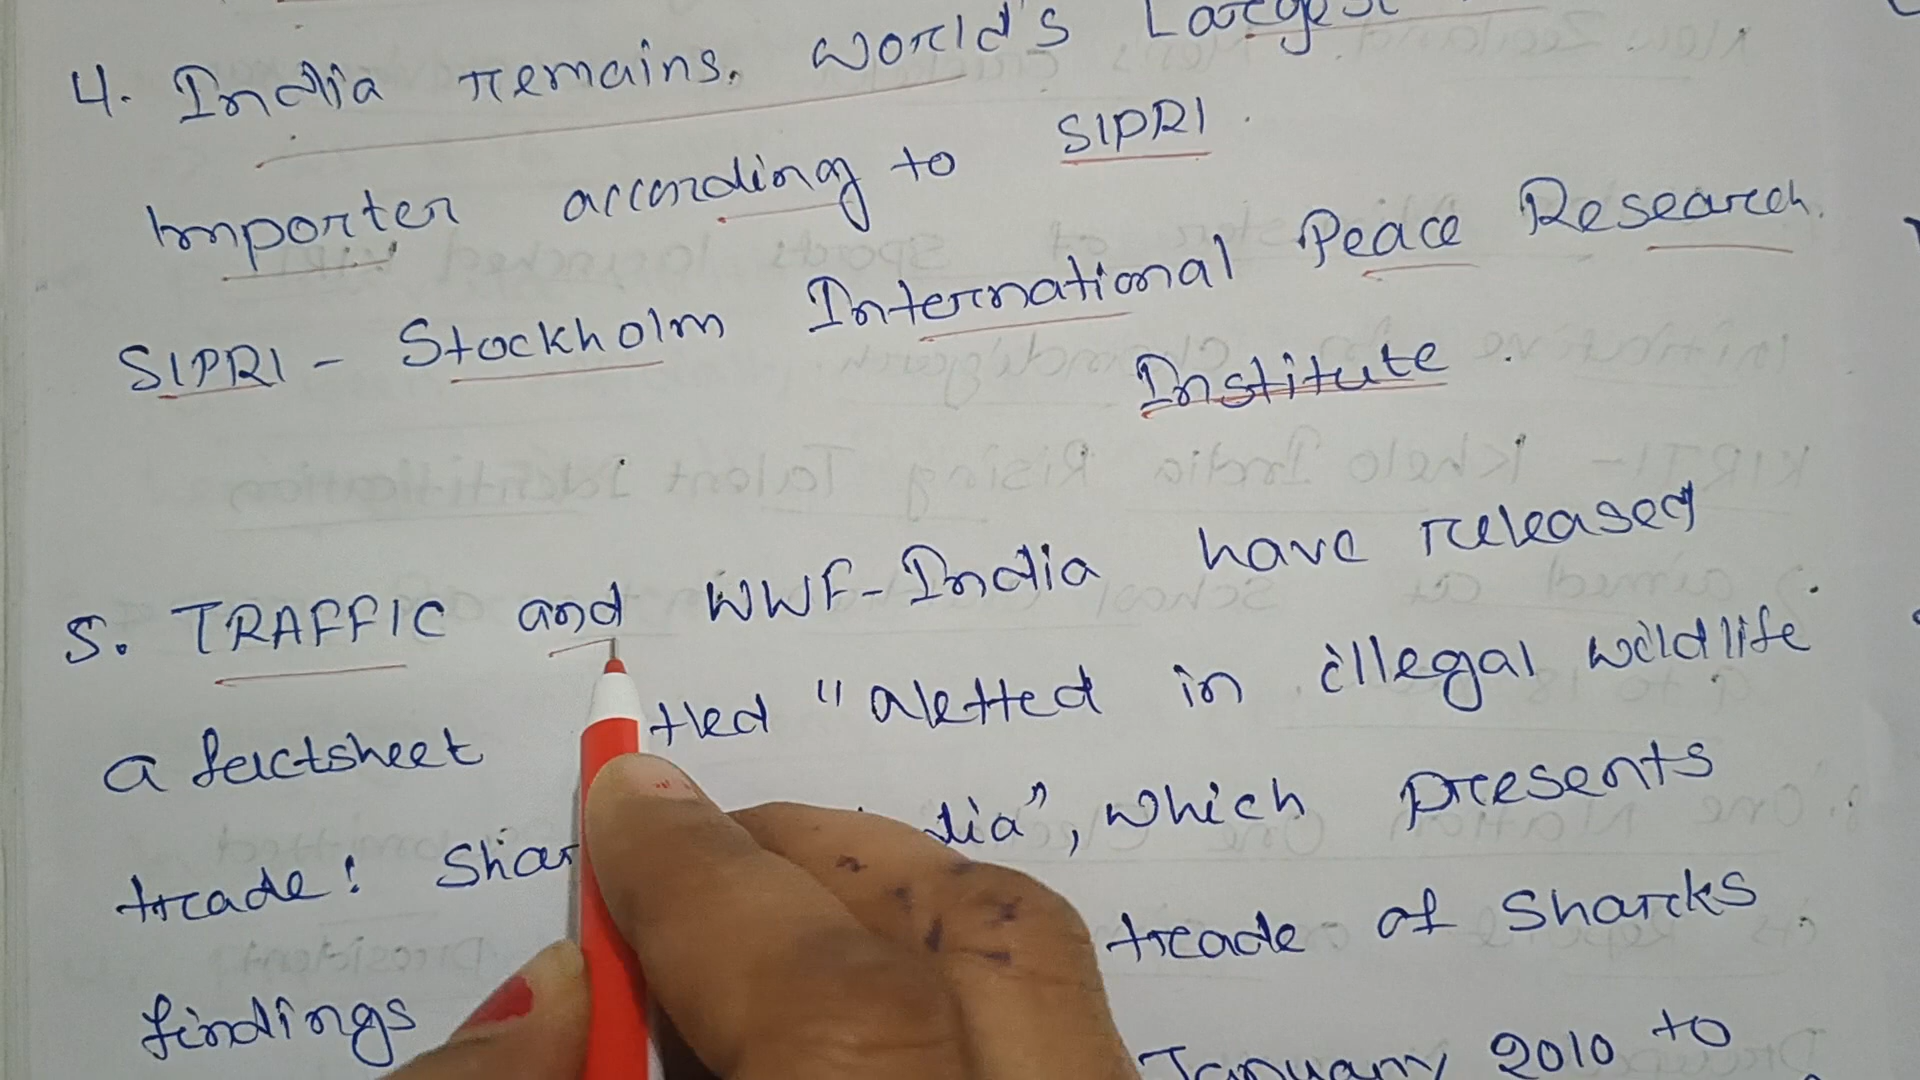 4. India remains. world's Largest
Importer according to SIPRI.
SIPRI - Stockholm International Peace Research
Institute.
5. TRAFFIC and WWF-India have released
a factsheet tled "aletted in illegal wildlife
trade: Shar dia", which presents
findings trade of Sharks
January 2010 to